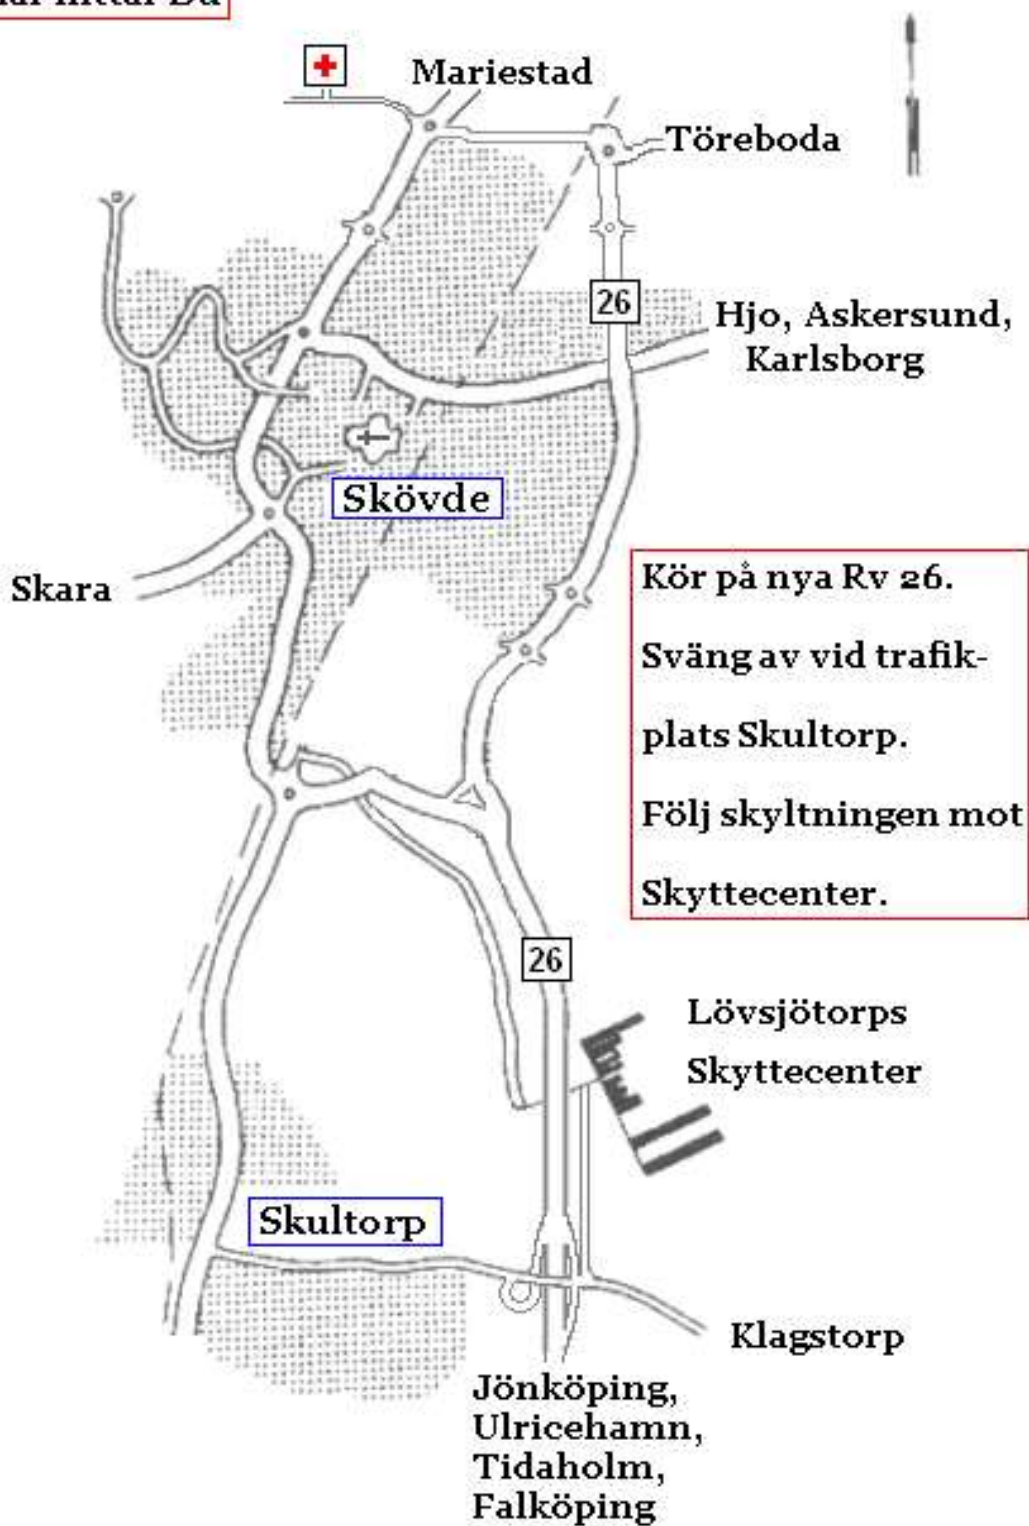 Du
Mariestad
Töreboda
26
Hjo, Askersund,
Karlsborg
Skövde
Skara
Kör på nya Rv 26.
Sväng av vid trafik-
plats Skultorp.
Följ skyltningen mot
Skyttecenter.
26
Lövsjötorps
Skyttecenter
Skultorp
Klagstorp
Jönköping,
Ulricehamn,
Tidaholm,
Falköping